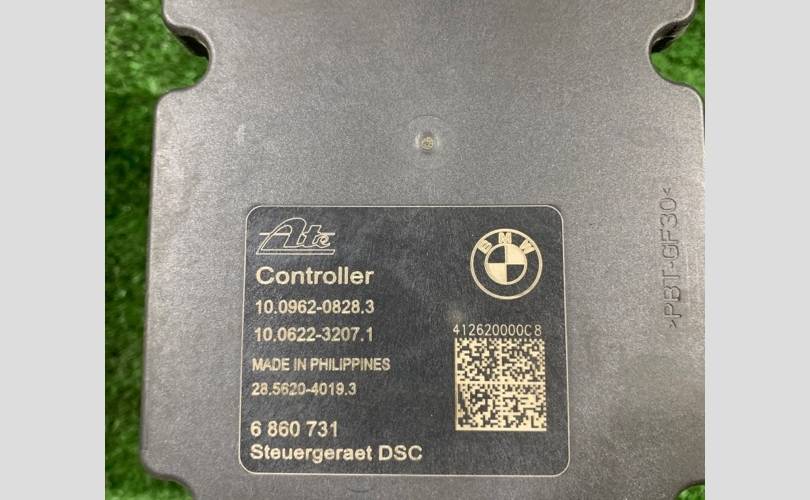 Ate
BMW
Controller
10.0962-0828.3
10.0622-3207.1
412620000C8
MADE IN PHILIPPINES
28.5620-4019.3
6 860 731
Steuergeraet DSC
>PBT-GF30<